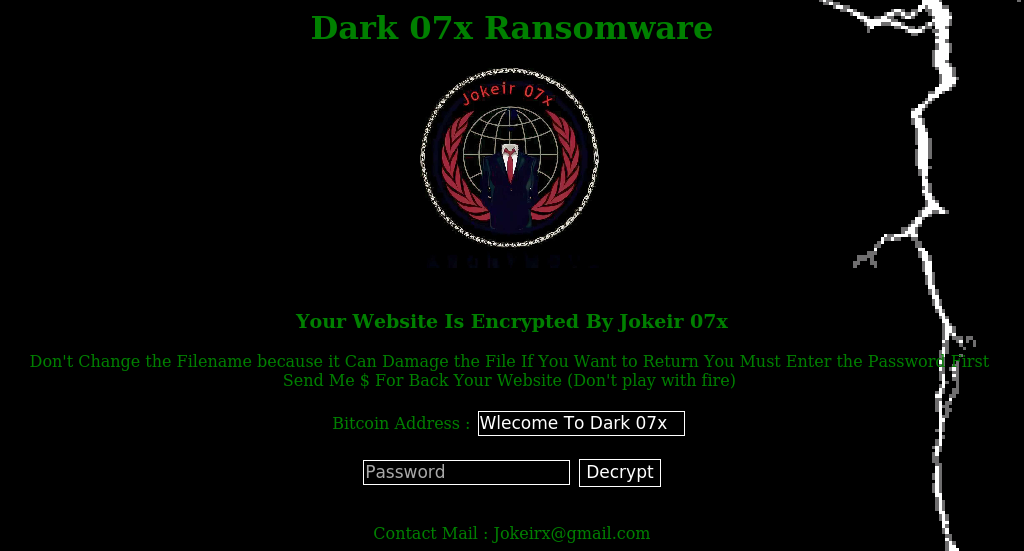 Dark 07x Ransomware
Jokeir 07x
Your Website Is Encrypted By Jokeir 07x
Don't Change the Filename because it Can Damage the File If You Want to Return You Must Enter the Password First
Send Me $ For Back Your Website (Don't play with fire)
Bitcoin Address : Wlecome To Dark 07x
Password Decrypt
Contact Mail : Jokeirx@gmail.com